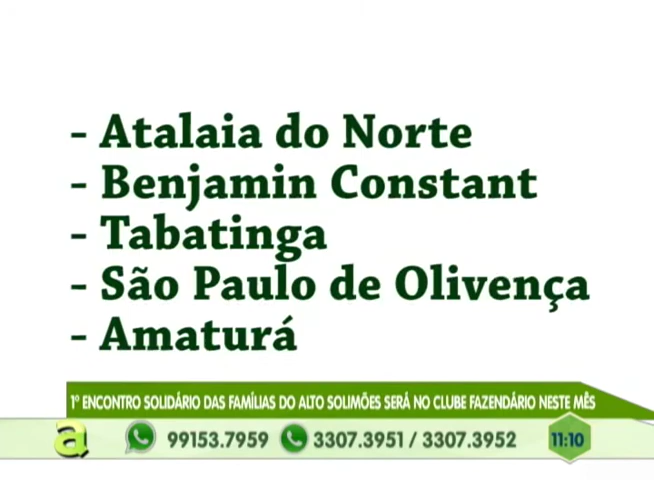 - Atalaia do Norte
- Benjamin Constant
- Tabatinga
- São Paulo de Olivença
- Amaturá
1º ENCONTRO SOLIDÁRIO DAS FAMÍLIAS DO ALTO SOLIMÕES SERÁ NO CLUBE FAZENDÁRIO NESTE MÊS
a 99153.7959 3307.3951 / 3307.3952 11:10